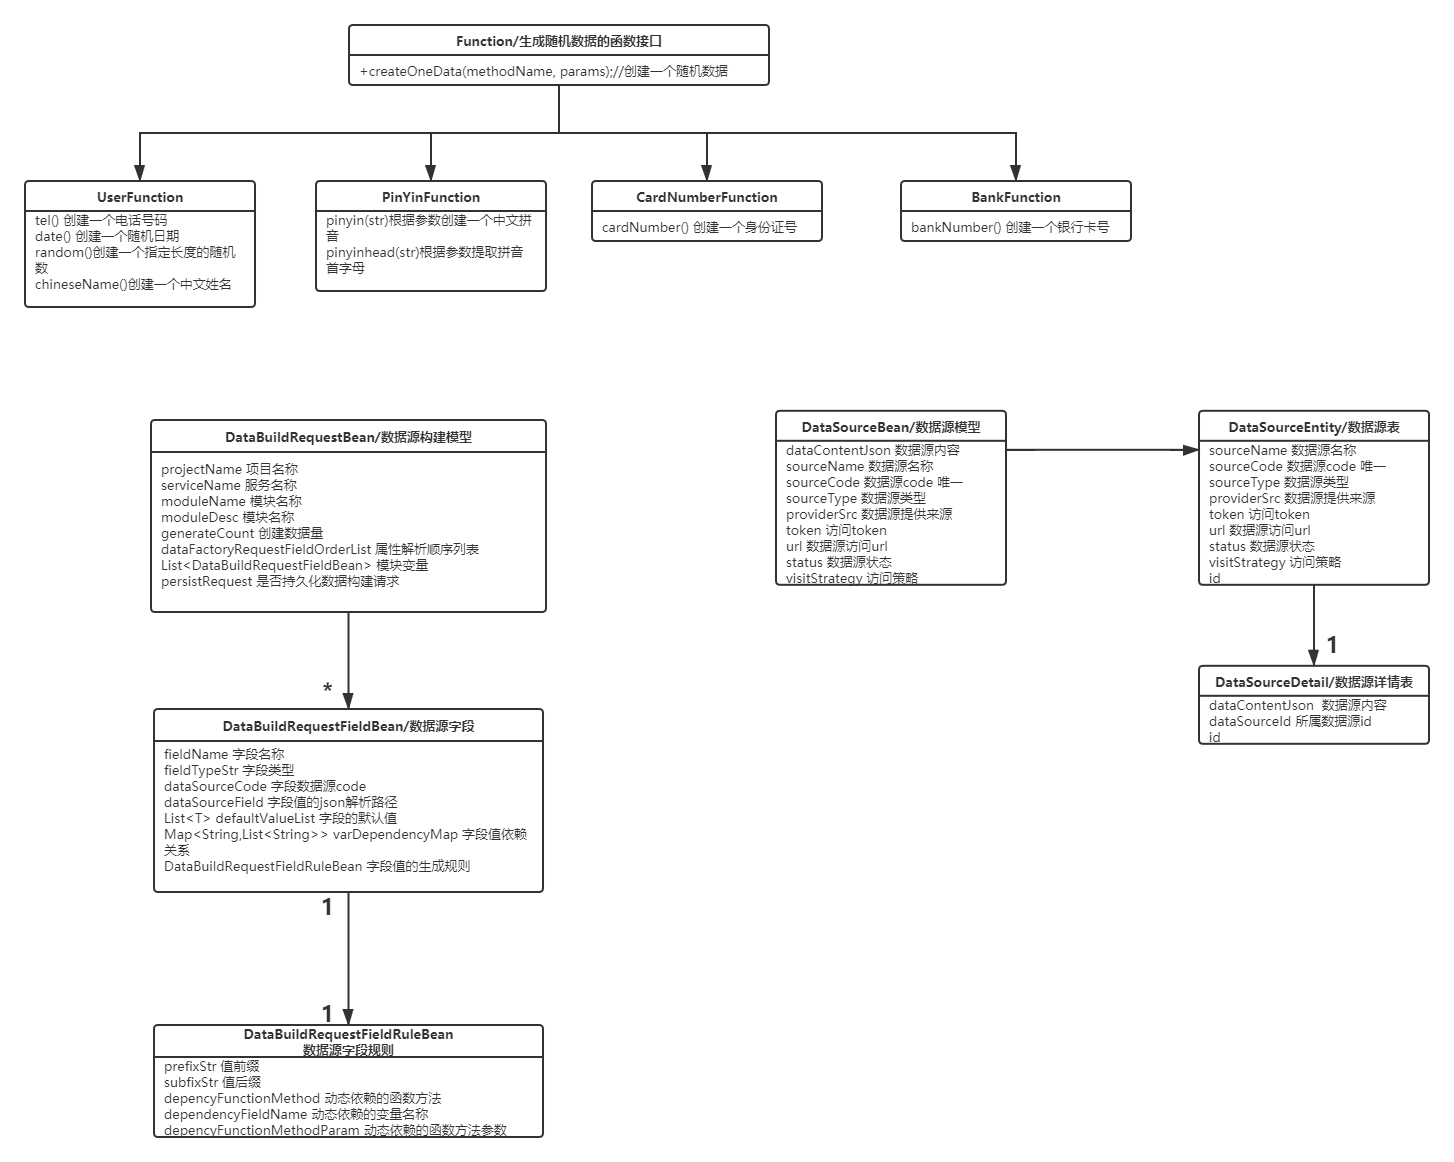 Function/生成随机数据的函数接口
+createOneData(methodName, params);//创建一个随机数据
UserFunction
tel() 创建一个电话号码
date() 创建一个随机日期
random()创建一个指定长度的随机
数
chineseName()创建一个中文姓名
PinYinFunction
pinyin(str)根据参数创建一个中文拼
音
pinyinhead(str)根据参数提取拼音
首字母
CardNumberFunction
cardNumber() 创建一个身份证号
BankFunction
bankNumber() 创建一个银行卡号
DataBuildRequestBean/数据源构建模型
projectName 项目名称
serviceName 服务名称
moduleName 模块名称
moduleDesc 模块名称
generateCount 创建数据量
dataFactoryRequestFieldOrderList 属性解析顺序列表
List<DataBuildRequestFieldBean> 模块变量
persistRequest 是否持久化数据构建请求
*
DataBuildRequestFieldBean/数据源字段
fieldName 字段名称
fieldTypeStr 字段类型
dataSourceCode 字段数据源code
dataSourceField 字段值的json解析路径
List<T> defaultValueList 字段的默认值
Map<String,List<String>> varDependencyMap 字段值依赖
关系
DataBuildRequestFieldRuleBean 字段值的生成规则
1
1
DataBuildRequestFieldRuleBean
数据源字段规则
prefixStr 值前缀
subfixStr 值后缀
depencyFunctionMethod 动态依赖的函数方法
dependencyFieldName 动态依赖的变量名称
depencyFunctionMethodParam 动态依赖的函数方法参数
DataSourceBean/数据源模型
dataContentJson 数据源内容
sourceName 数据源名称
sourceCode 数据源code 唯一
sourceType 数据源类型
providerSrc 数据源提供来源
token 访问token
url 数据源访问url
status 数据源状态
visitStrategy 访问策略
DataSourceEntity/数据源表
sourceName 数据源名称
sourceCode 数据源code 唯一
sourceType 数据源类型
providerSrc 数据源提供来源
token 访问token
url 数据源访问url
status 数据源状态
visitStrategy 访问策略
id
1
DataSourceDetail/数据源详情表
dataContentJson  数据源内容
dataSourceId 所属数据源id
id